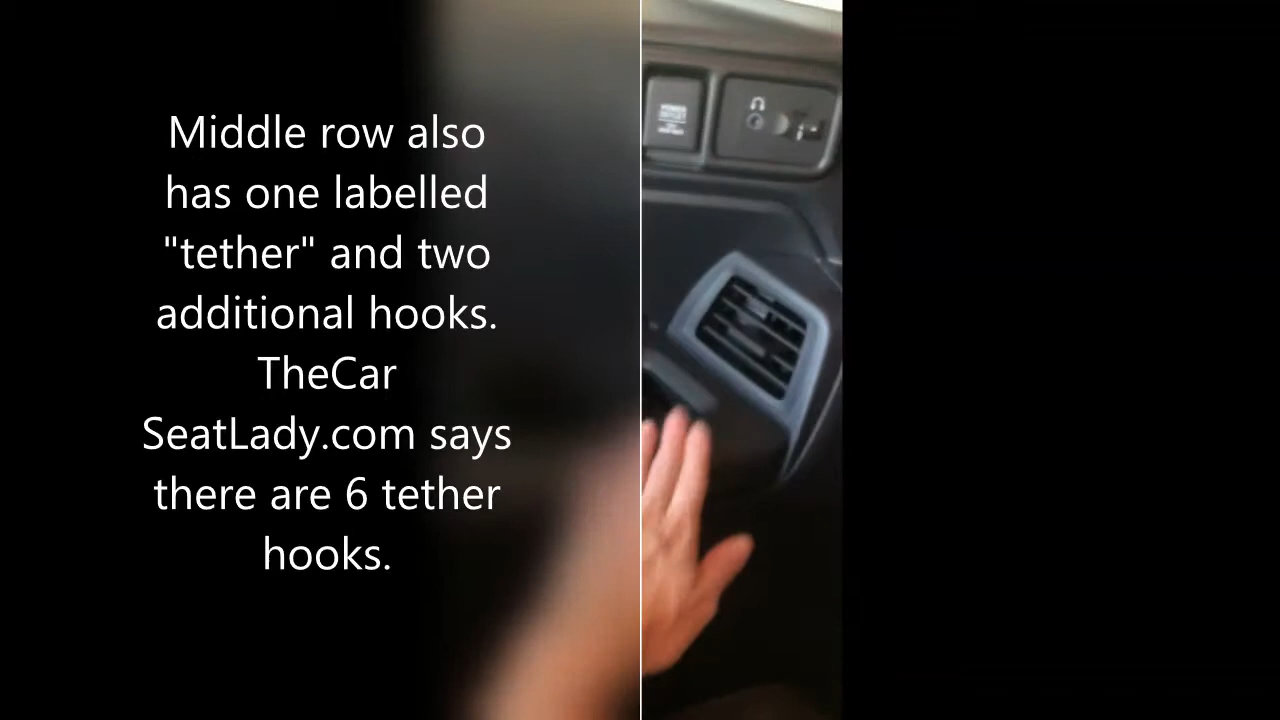 Middle row also
has one labelled
"tether" and two
additional hooks.
TheCar
SeatLady.com says
there are 6 tether
hooks.